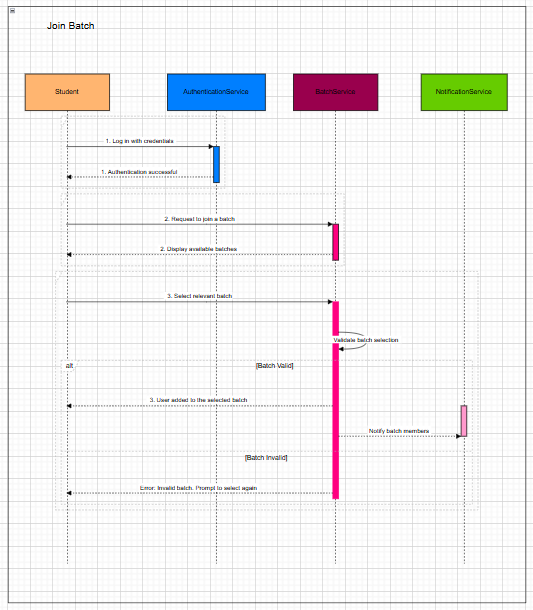 Join Batch
Student
AuthenticationService
BatchService
NotificationService
1. Log in with credentials
1. Authentication successful
2. Request to join a batch
2. Display available batches
3. Select relevant batch
Validate batch selection
alt
[Batch Valid]
3. User added to the selected batch
Notify batch members
[Batch Invalid]
Error: Invalid batch. Prompt to select again